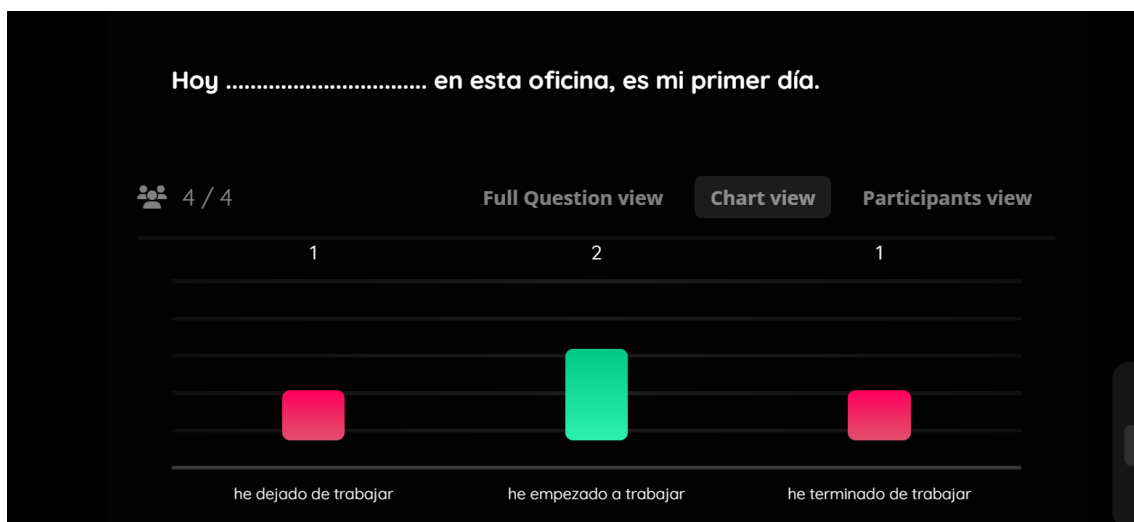 Hoy ................................. en esta oficina, es mi primer día.
4 / 4
Full Question view
Chart view
Participants view
1
2
1
he dejado de trabajar
he empezado a trabajar
he terminado de trabajar